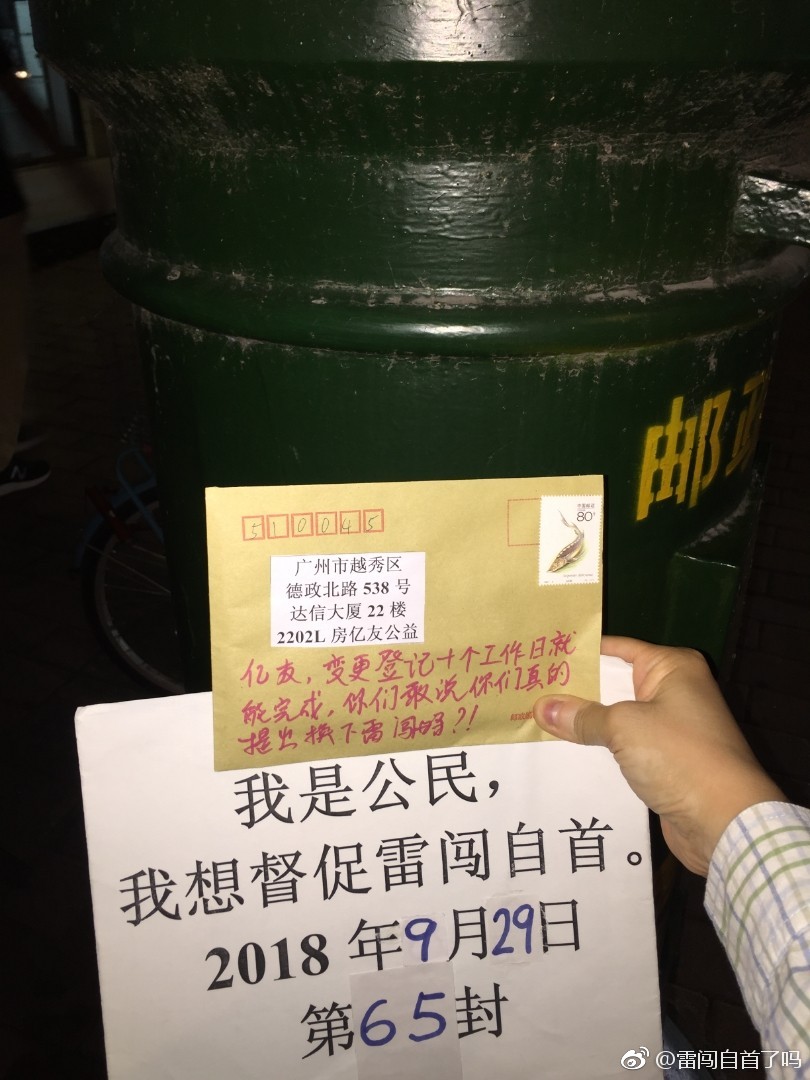 邮政
510045
80分
广州市越秀区
德政北路 538 号
达信大厦 22 楼
2202L 房亿友公益
亿友，变更登记十个工作日就
能完成，你们敢说你们真的
提出换下雷闯吗？！
我是公民，
我想督促雷闯自首。
2018 年9月29日
第65封
@雷闯自首了吗